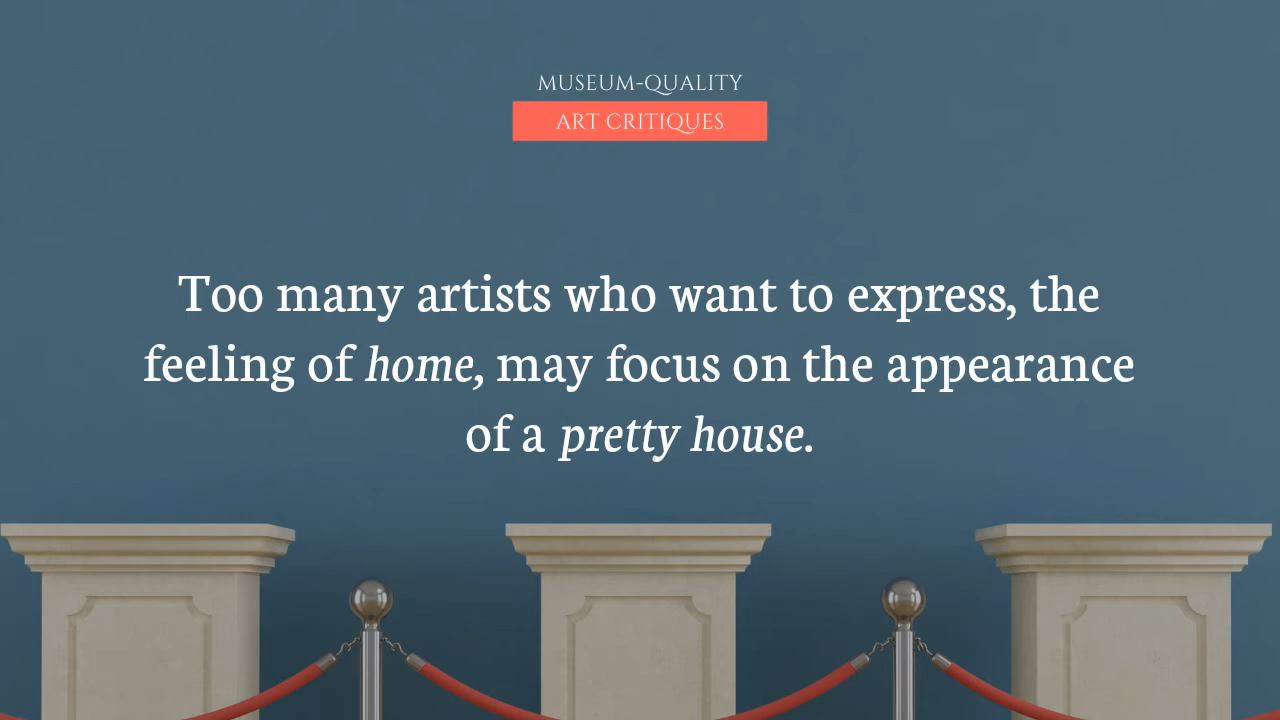 MUSEUM-QUALITY
ART CRITIQUES
Too many artists who want to express, the
feeling of home, may focus on the appearance
of a pretty house.